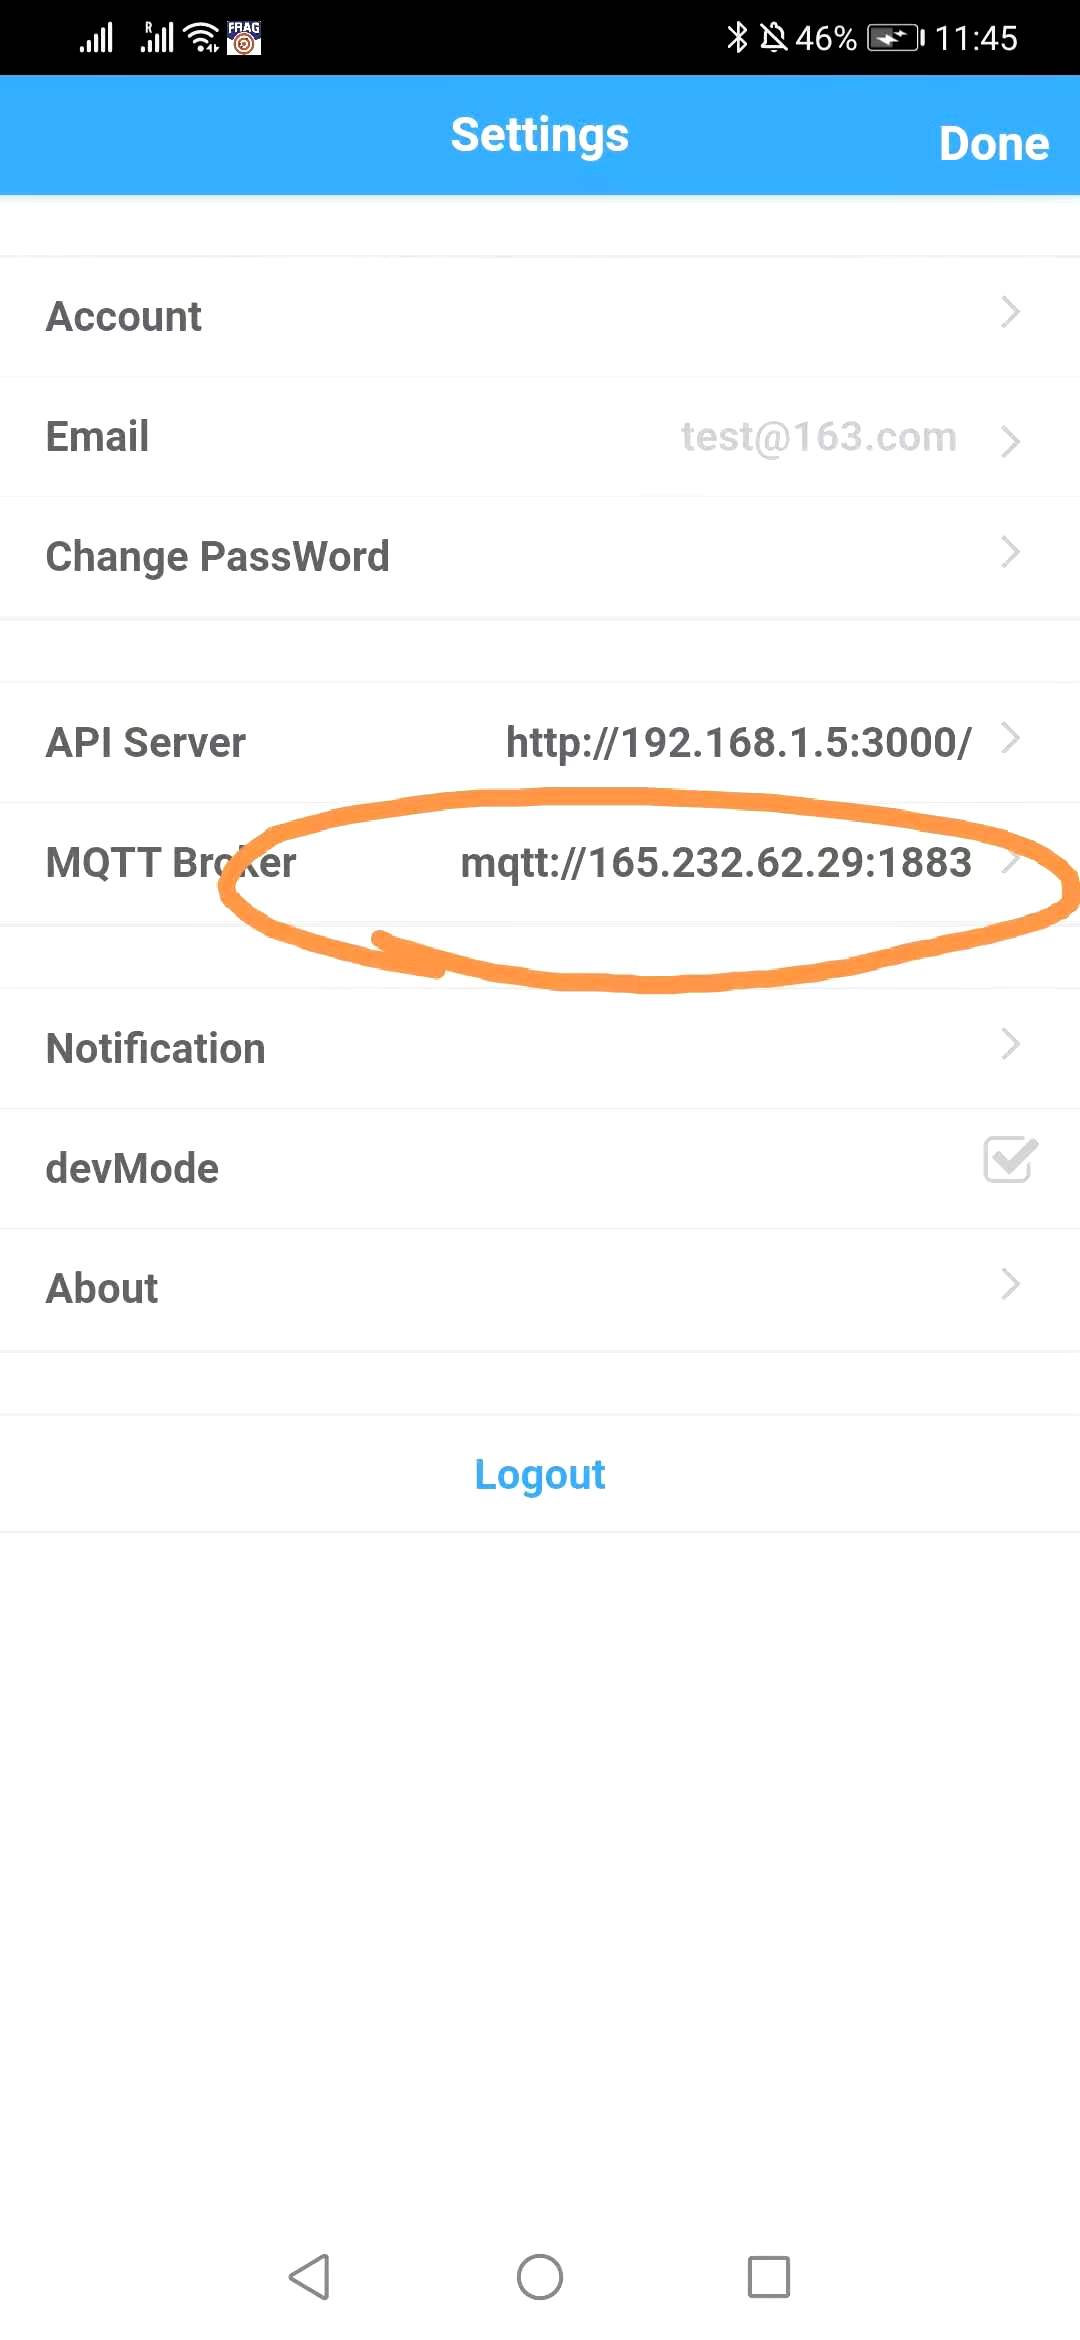 R FRAG 46% 11:45
Settings Done
Account
Email test@163.com
Change PassWord
API Server http://192.168.1.5:3000/
MQTT Broker mqtt://165.232.62.29:1883
Notification
devMode
About
Logout